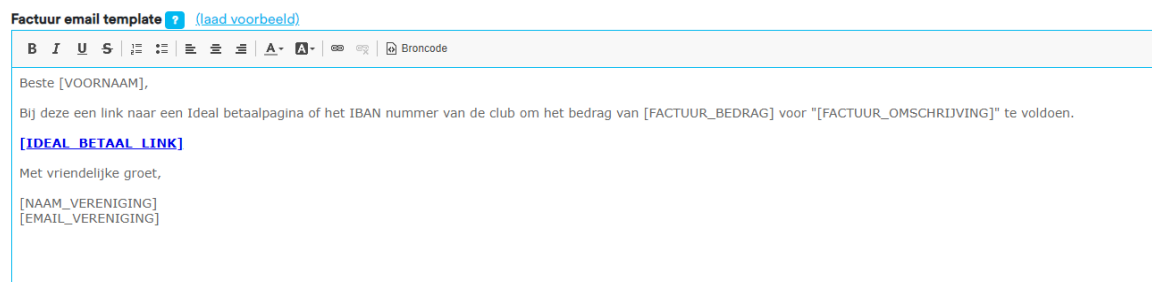 Factuur email template ? (laad voorbeeld)
B I U S A A Broncode
Beste [VOORNAAM],
Bij deze een link naar een Ideal betaalpagina of het IBAN nummer van de club om het bedrag van [FACTUUR_BEDRAG] voor "[FACTUUR_OMSCHRIJVING]" te voldoen.
[IDEAL_BETAAL_LINK]
Met vriendelijke groet,
[NAAM_VERENIGING]
[EMAIL_VERENIGING]